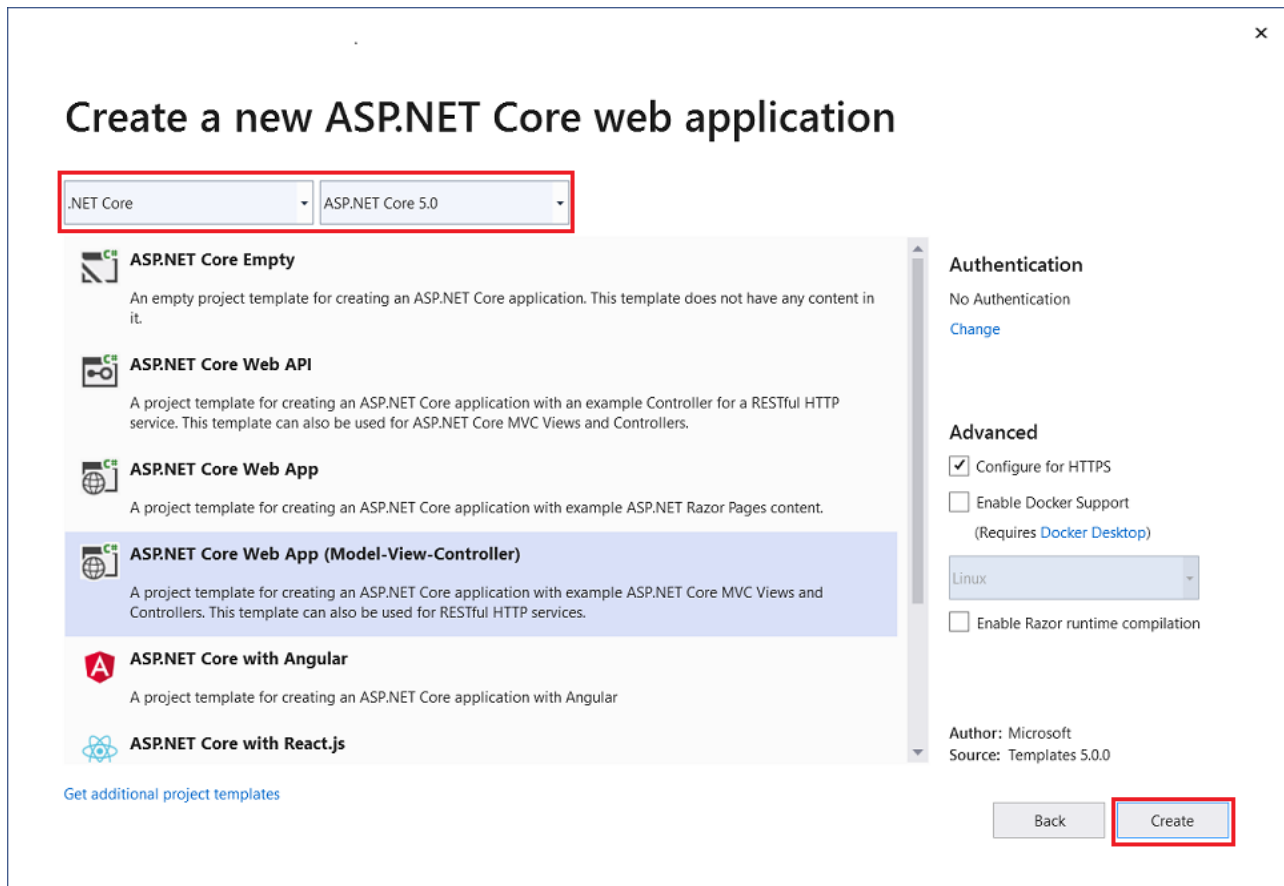 Create a new ASP.NET Core web application
.NET Core
ASP.NET Core 5.0
C#
ASP.NET Core Empty
An empty project template for creating an ASP.NET Core application. This template does not have any content in
it.
C#
ASP.NET Core Web API
A project template for creating an ASP.NET Core application with an example Controller for a RESTful HTTP
service. This template can also be used for ASP.NET Core MVC Views and Controllers.
C#
ASP.NET Core Web App
A project template for creating an ASP.NET Core application with example ASP.NET Razor Pages content.
C#
ASP.NET Core Web App (Model-View-Controller)
A project template for creating an ASP.NET Core application with example ASP.NET Core MVC Views and
Controllers. This template can also be used for RESTful HTTP services.
A
ASP.NET Core with Angular
A project template for creating an ASP.NET Core application with Angular
ASP.NET Core with React.js
Get additional project templates
Authentication
No Authentication
Change
Advanced
Configure for HTTPS
Enable Docker Support
(Requires Docker Desktop)
Linux
Enable Razor runtime compilation
Author: Microsoft
Source: Templates 5.0.0
Back
Create